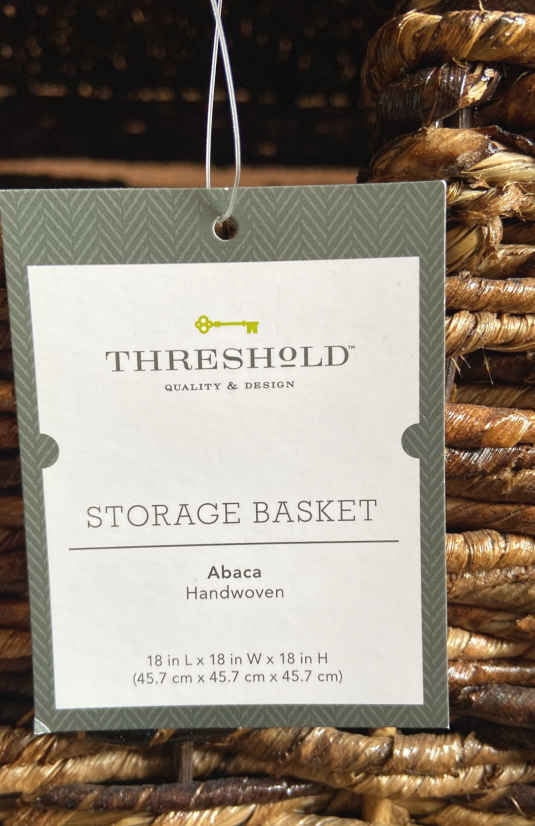 THRESHOLD™
QUALITY & DESIGN
STORAGE BASKET
Abaca
Handwoven
18 in L x 18 in W x 18 in H
(45.7 cm x 45.7 cm x 45.7 cm)